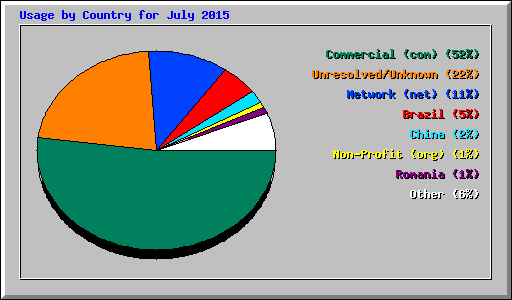 Usage by Country for July 2015
Commercial (com) (52%)
Unresolved/Unknown (22%)
Network (net) (11%)
Brazil (5%)
China (2%)
Non-Profit (org) (1%)
Romania (1%)
Other (6%)